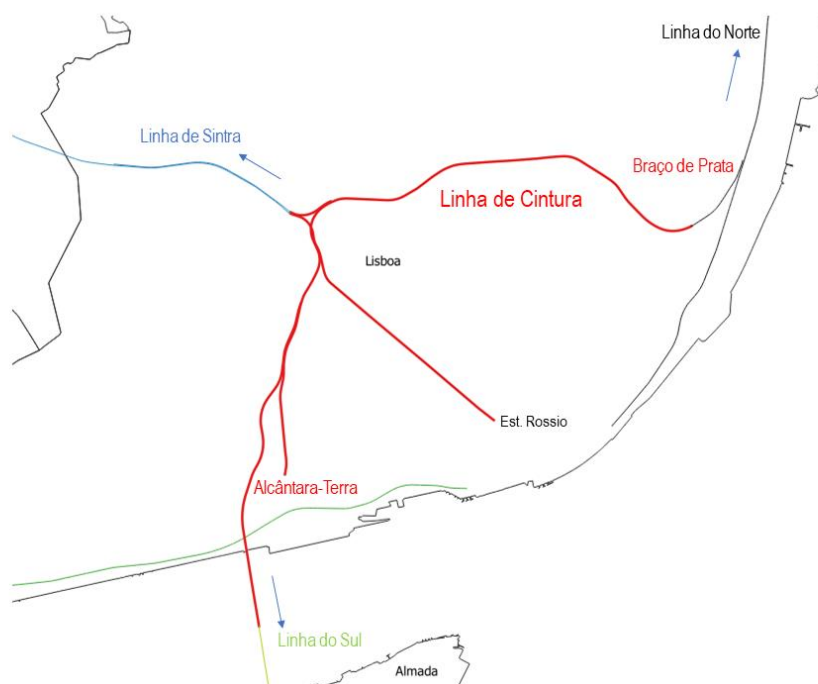 Linha do Norte
Linha de Sintra
Braço de Prata
Linha de Cintura
Lisboa
Est. Rossio
Alcântara-Terra
Linha do Sul
Almada